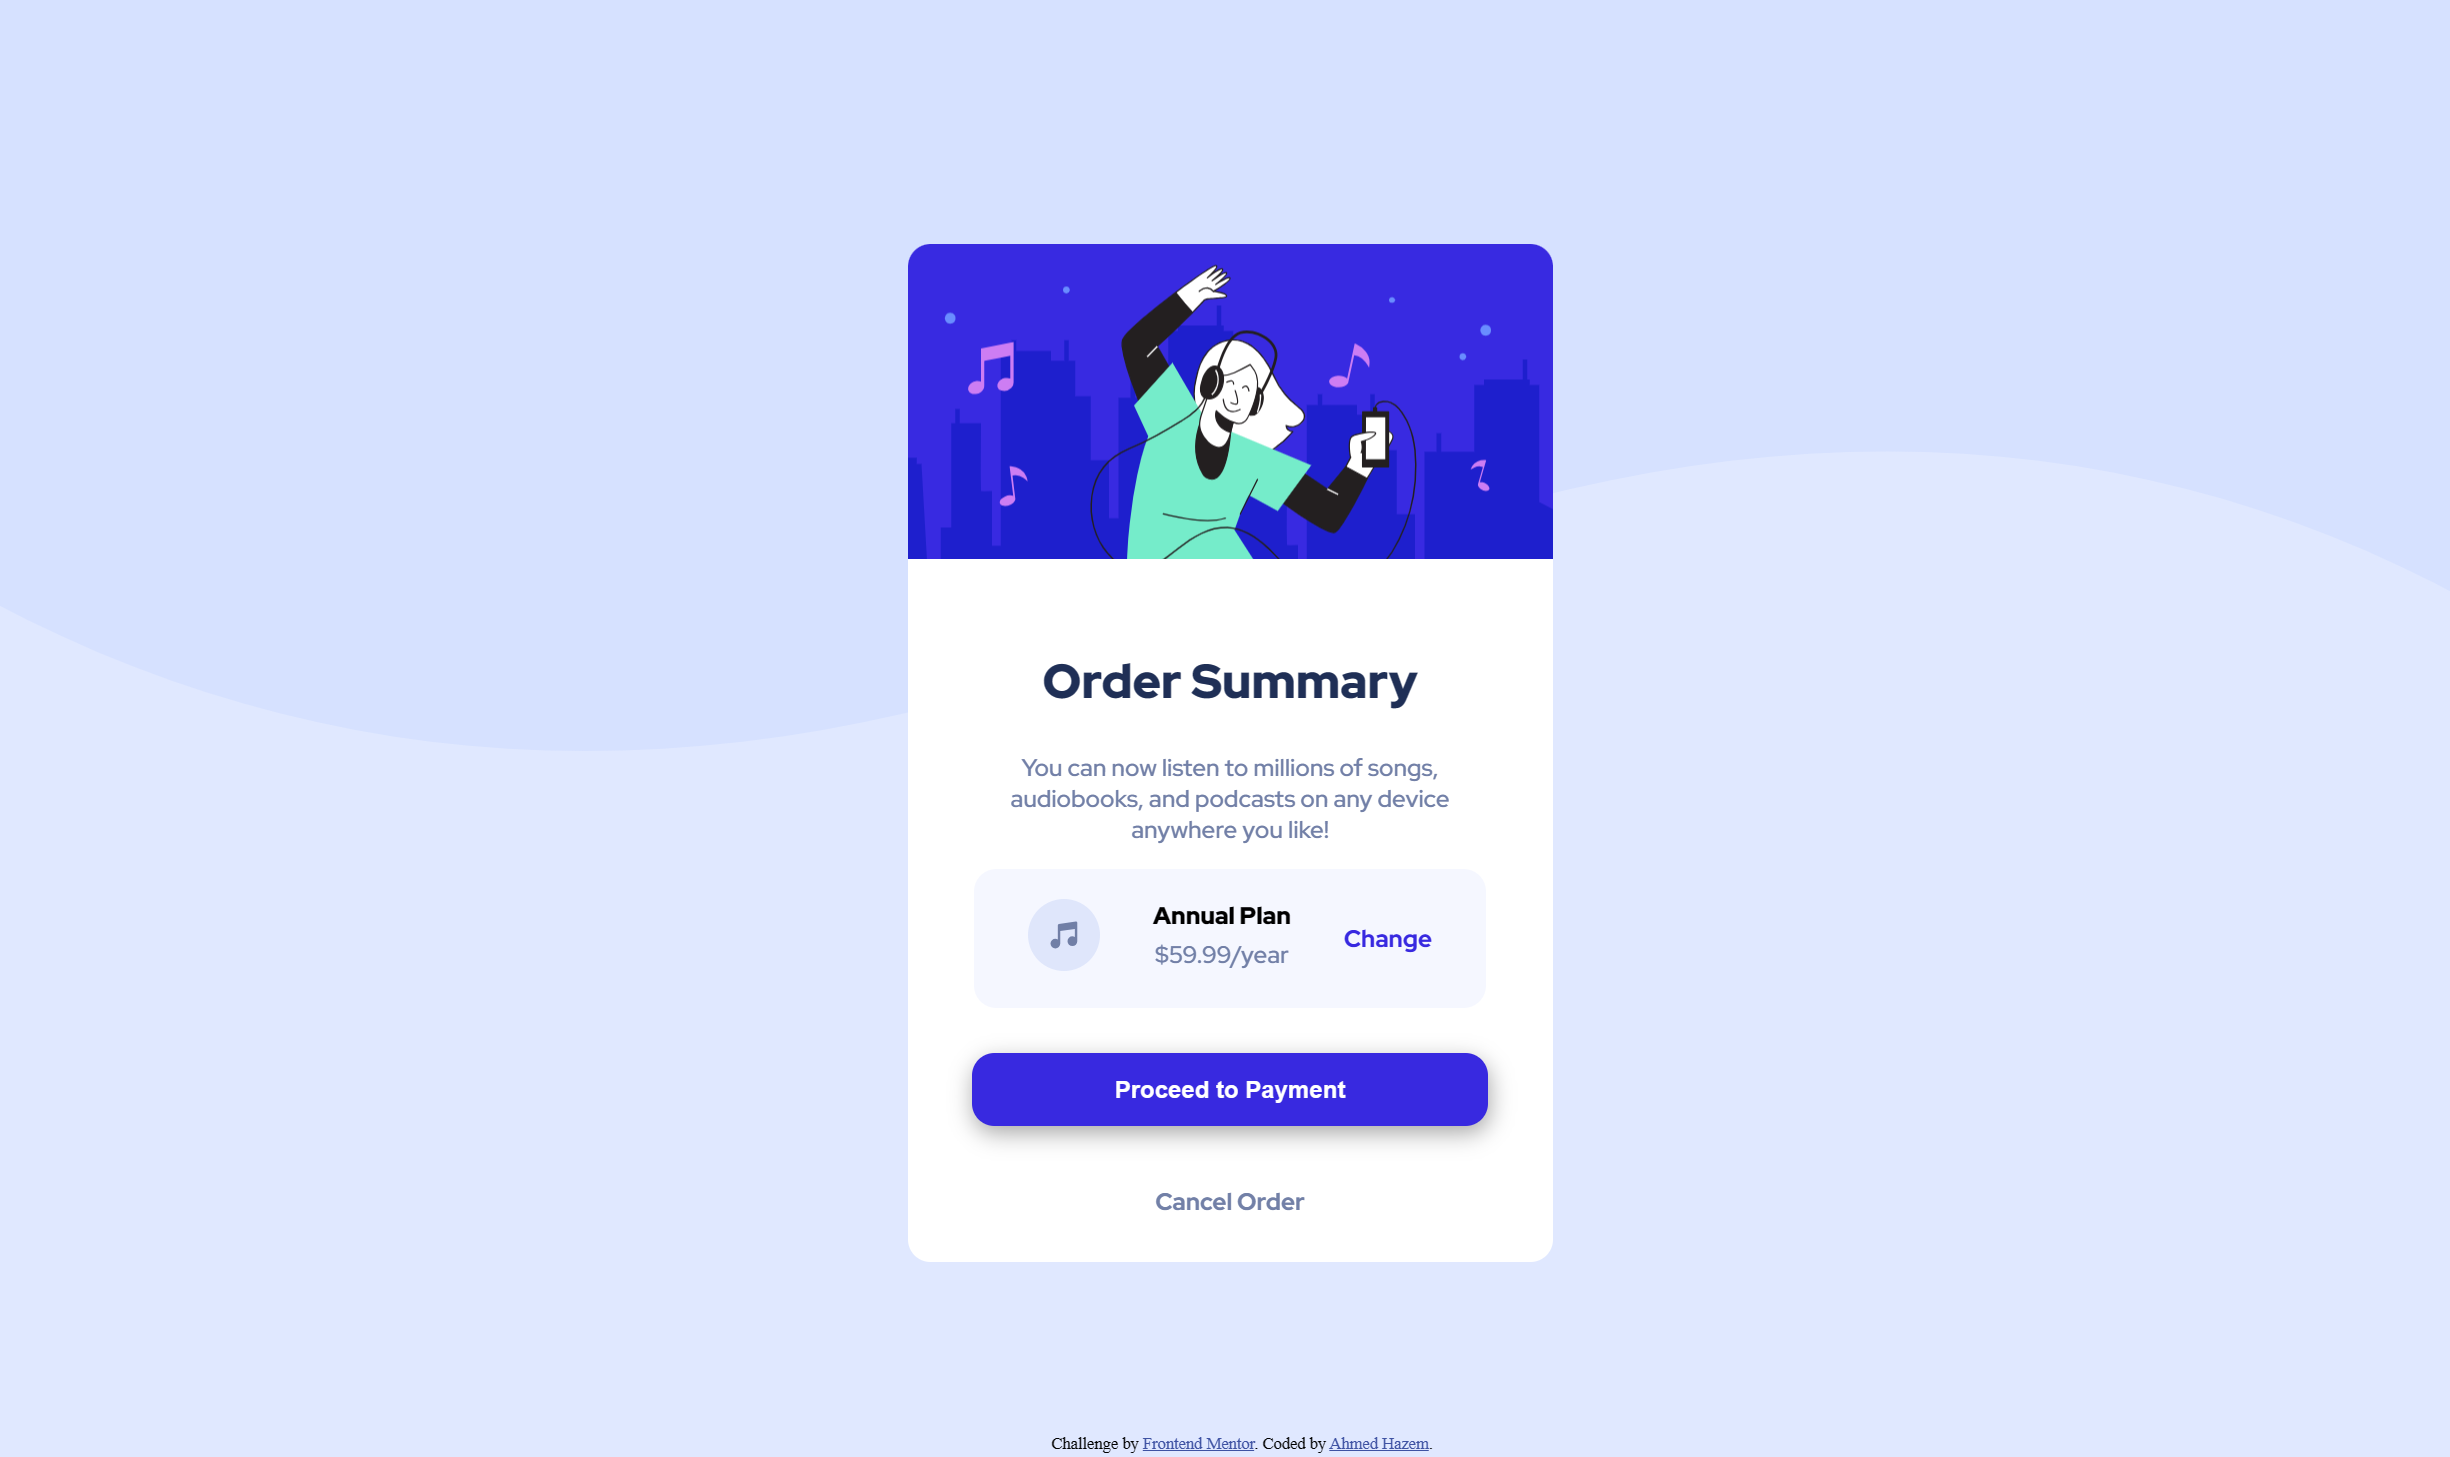 Order Summary
You can now listen to millions of songs,
audiobooks, and podcasts on any device
anywhere you like!
Annual Plan
$59.99/year
Change
Proceed to Payment
Cancel Order
Challenge by Frontend Mentor. Coded by Ahmed Hazem.